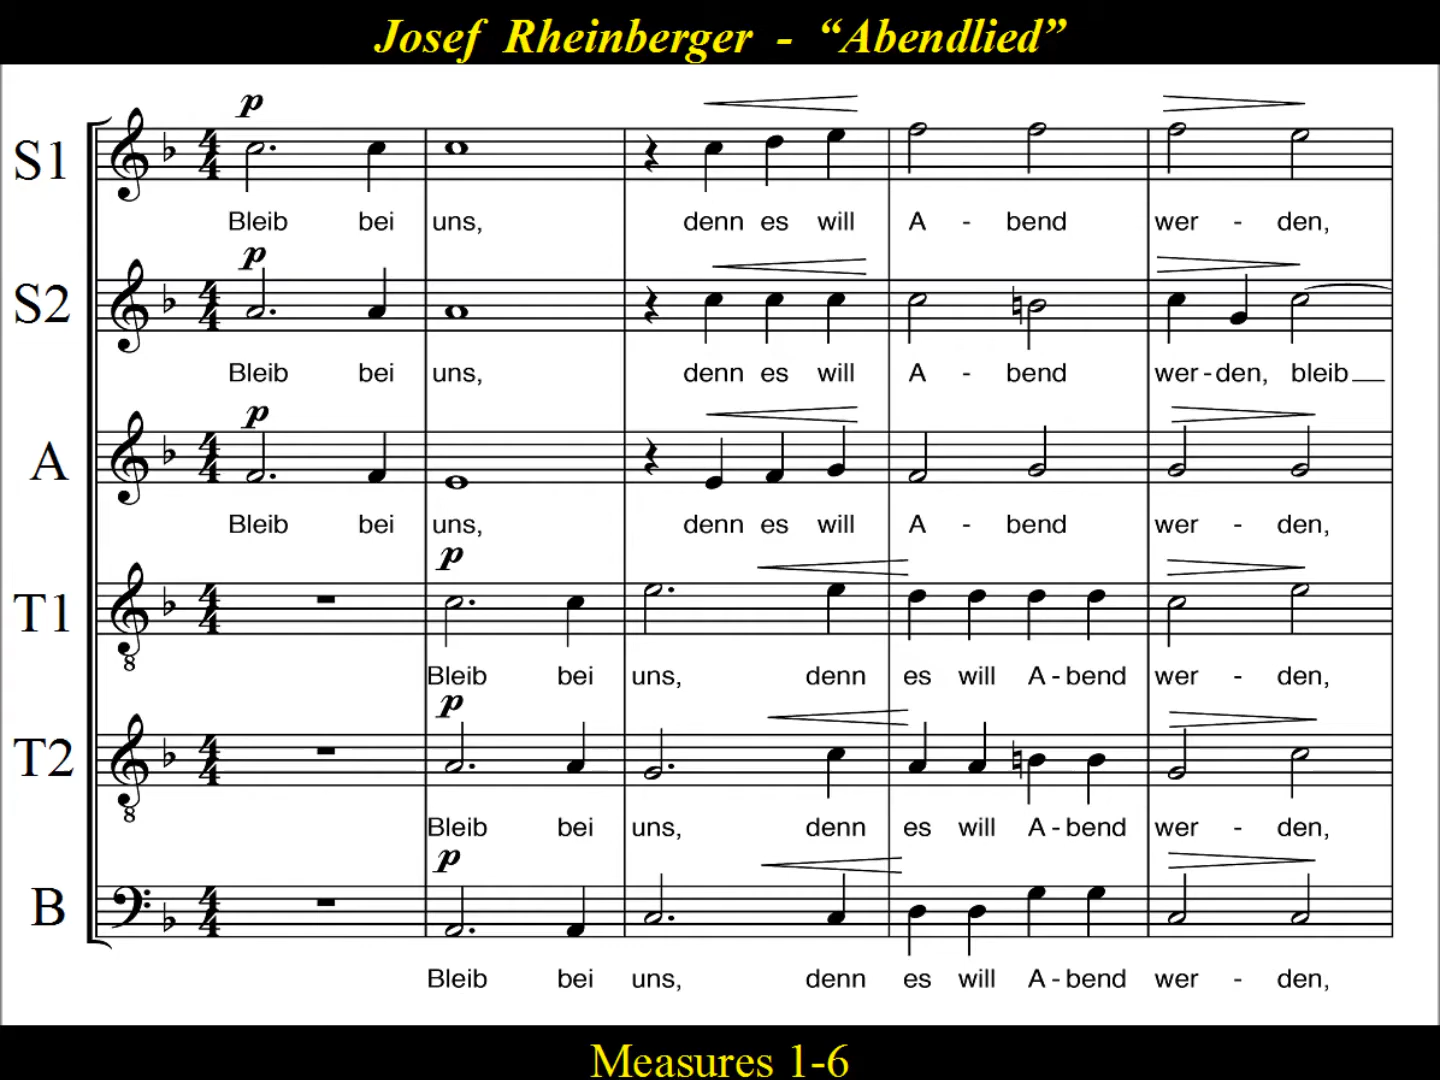 Josef Rheinberger - “Abendlied”
p
S1
Bleib bei uns, denn es will A - bend wer - den,
p
S2
Bleib bei uns, denn es will A - bend wer-den, bleib
p
A
Bleib bei uns, denn es will A - bend wer - den,
p
T1
8
Bleib bei uns, denn es will A - bend wer - den,
p
T2
8
Bleib bei uns, denn es will A - bend wer - den,
p
B
Bleib bei uns, denn es will A - bend wer - den,
Measures 1-6